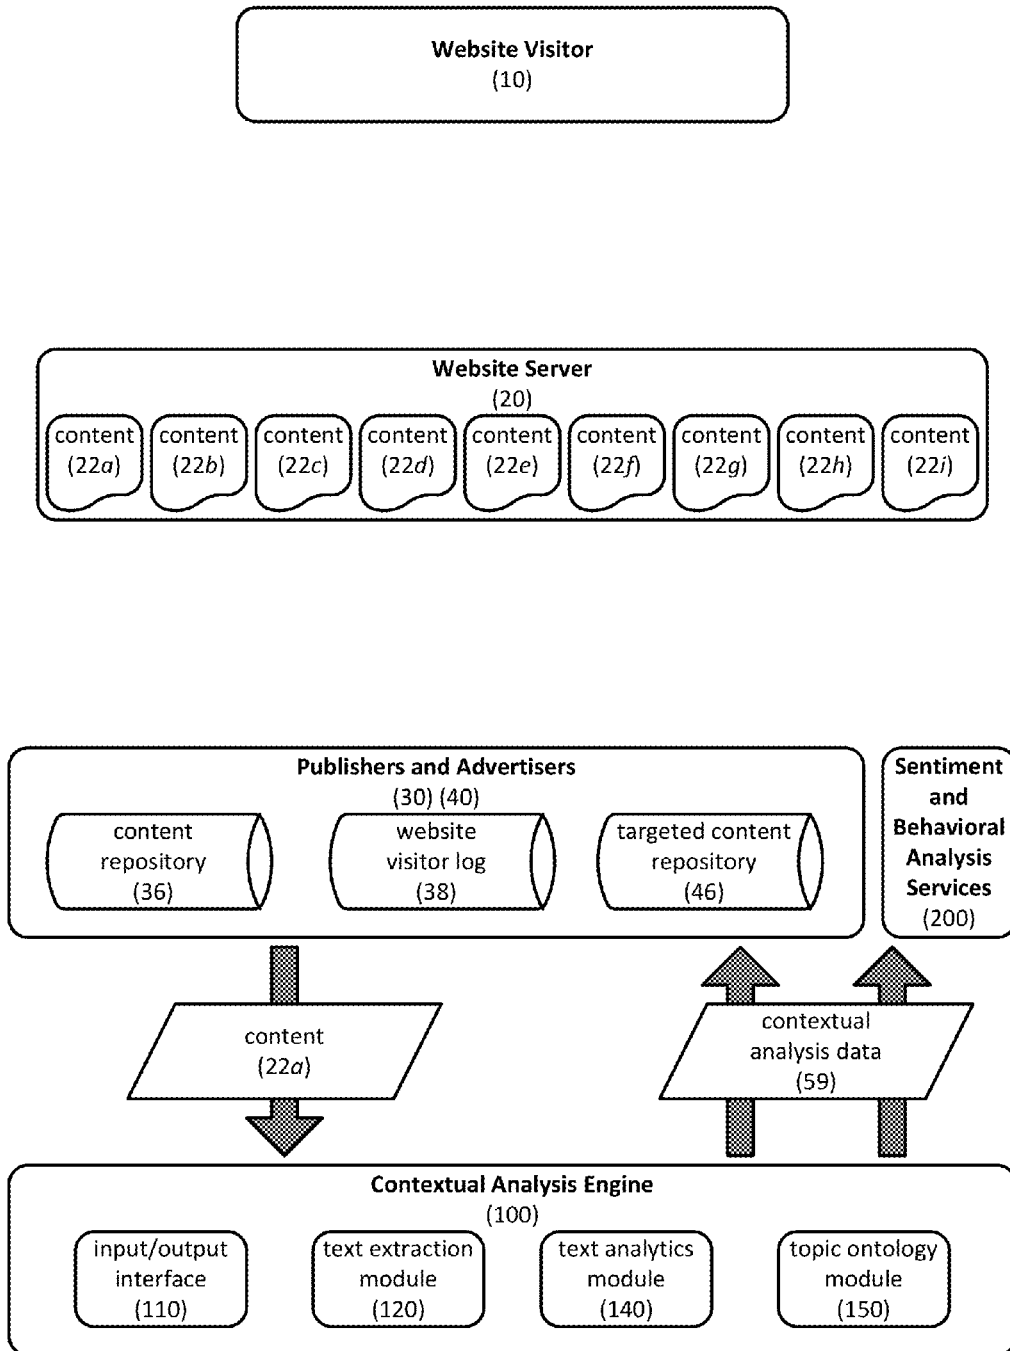 Website Visitor
(10)
Website Server
(20)
content
(22a)
content
(22b)
content
(22c)
content
(22d)
content
(22e)
content
(22f)
content
(22g)
content
(22h)
content
(22i)
Publishers and Advertisers
(30) (40)
content
repository
(36)
website
visitor log
(38)
targeted content
repository
(46)
Sentiment
and
Behavioral
Analysis
Services
(200)
content
(22a)
contextual
analysis data
(59)
Contextual Analysis Engine
(100)
input/output
interface
(110)
text extraction
module
(120)
text analytics
module
(140)
topic ontology
module
(150)